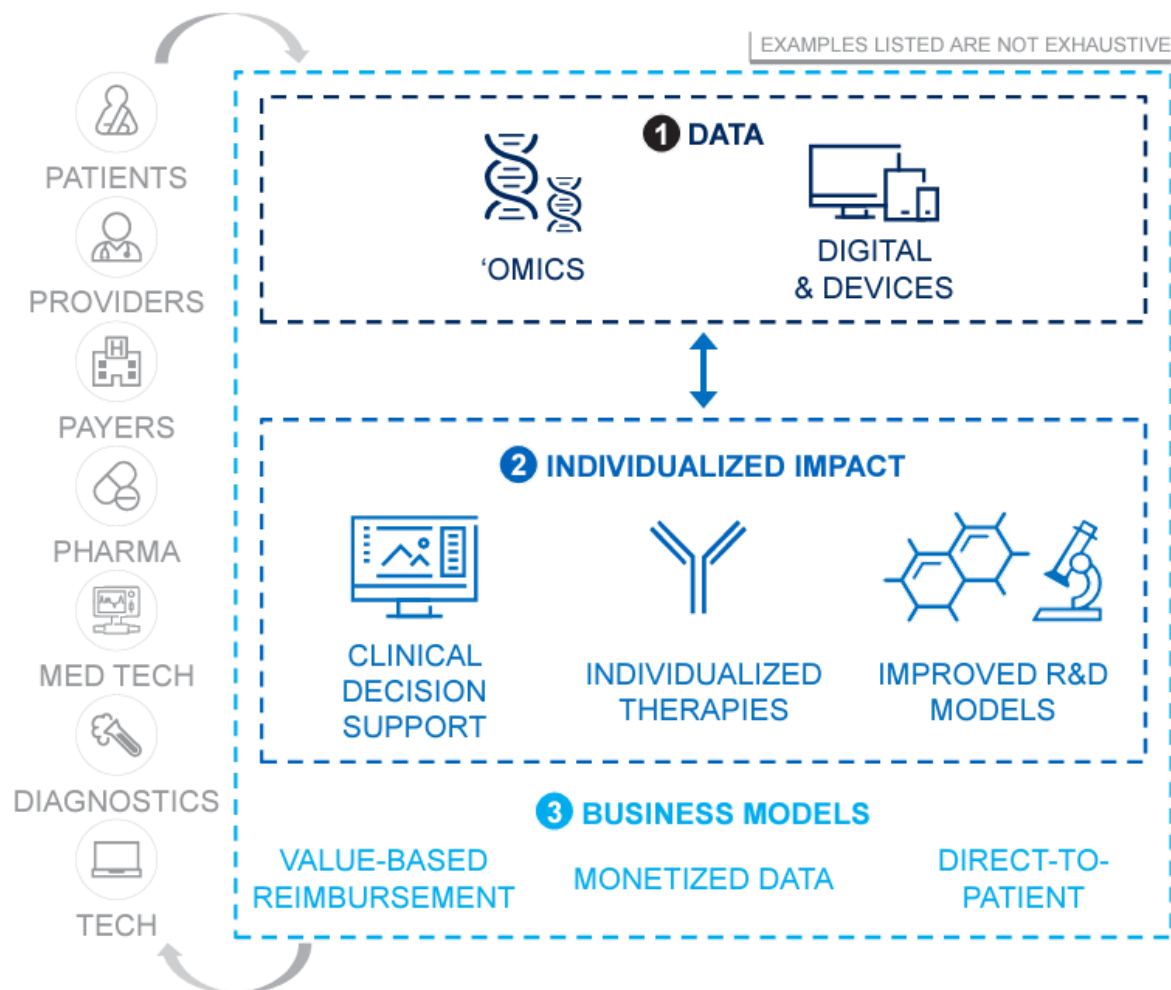 EXAMPLES LISTED ARE NOT EXHAUSTIVE
PATIENTS
PROVIDERS
H
PAYERS
PHARMA
MED TECH
DIAGNOSTICS
TECH
1 DATA
‘OMICS
DIGITAL
& DEVICES
2 INDIVIDUALIZED IMPACT
CLINICAL
DECISION
SUPPORT
INDIVIDUALIZED
THERAPIES
IMPROVED R&D
MODELS
3 BUSINESS MODELS
VALUE-BASED
REIMBURSEMENT
MONETIZED DATA
DIRECT-TO-
PATIENT